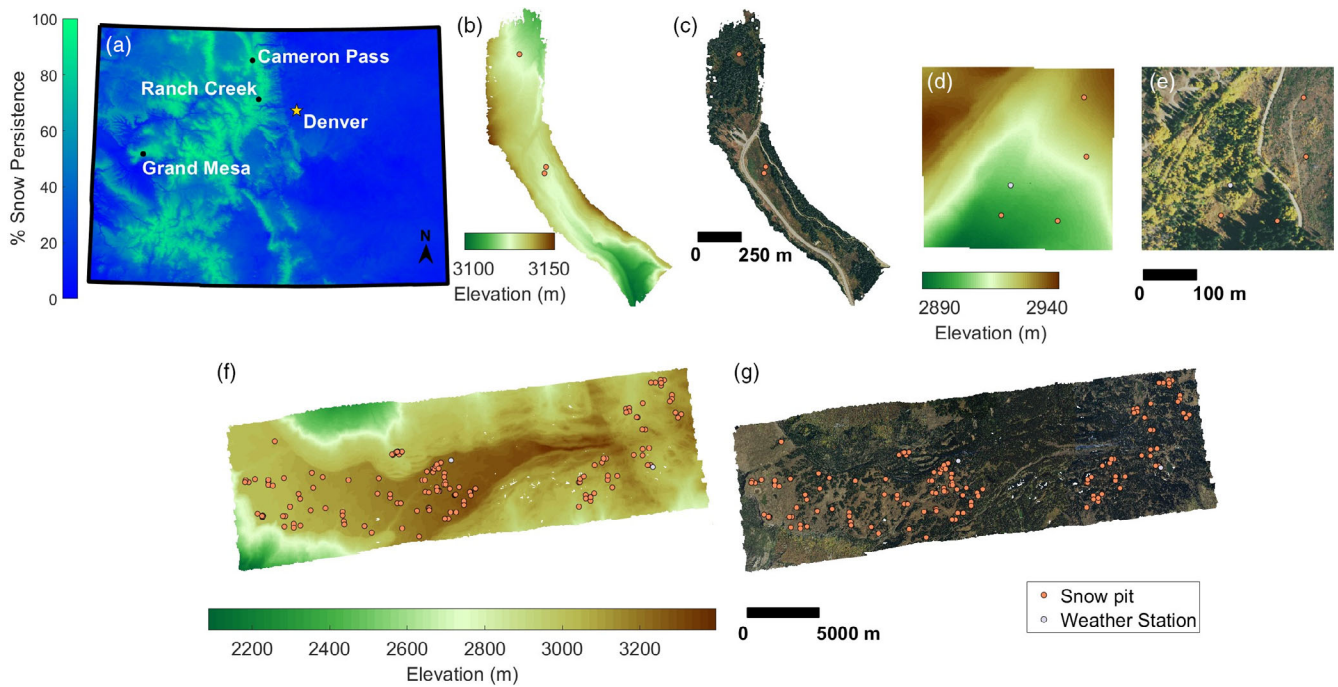 100
80
60
40
20
0
% Snow Persistence
(a)
Cameron Pass
Ranch Creek
Denver
Grand Mesa
N
(b)
3100 3150
Elevation (m)
(c)
0 250 m
(d)
2890 2940
Elevation (m)
(e)
0 100 m
(f)
2200 2400 2600 2800 3000 3200
Elevation (m)
(g)
0 5000 m
Snow pit
Weather Station